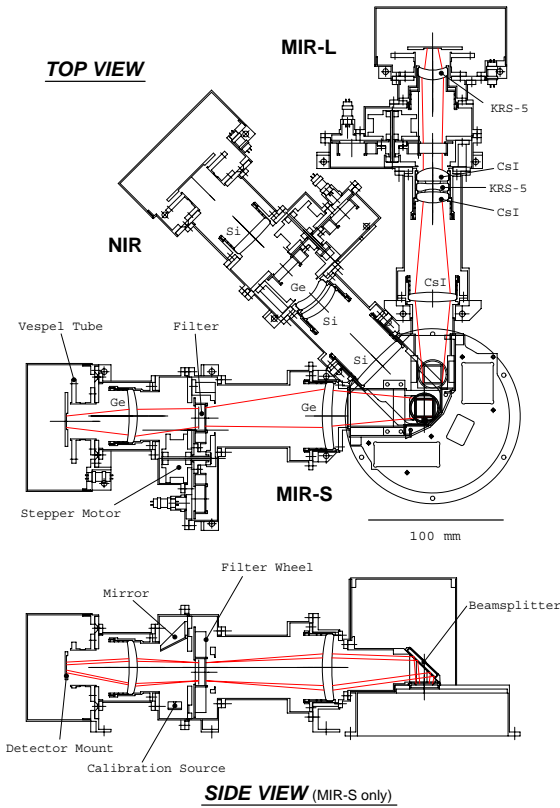 MIR-L
TOP VIEW
KRS-5
CsI
KRS-5
CsI
NIR
Si
Ge
CsI
Si
Vespel Tube
Filter
Si
Ge
Ge
MIR-S
Stepper Motor
100 mm
Filter Wheel
Mirror
Beamsplitter
Detector Mount
Calibration Source
SIDE VIEW (MIR-S only)